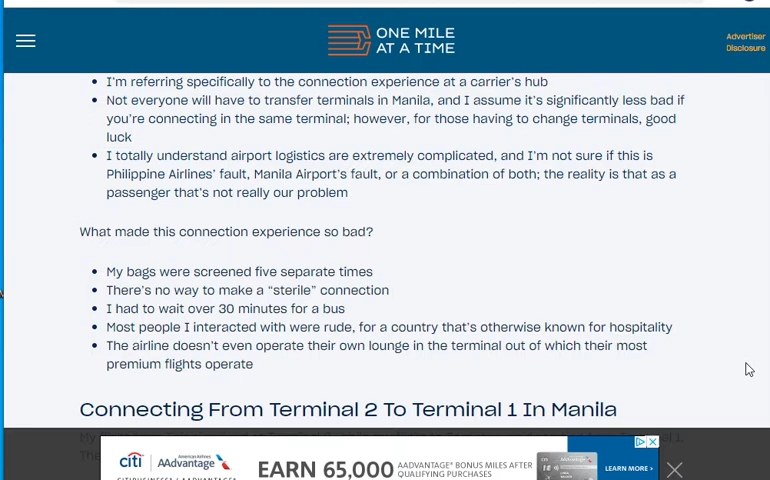 ONE MILE
AT A TIME
Advertiser
Disclosure
I'm referring specifically to the connection experience at a carrier's hub
Not everyone will have to transfer terminals in Manila, and I assume it's significantly less bad if
you're connecting in the same terminal; however, for those having to change terminals, good
luck
I totally understand airport logistics are extremely complicated, and I'm not sure if this is
Philippine Airlines' fault, Manila Airport's fault, or a combination of both; the reality is that as a
passenger that's not really our problem
What made this connection experience so bad?
My bags were screened five separate times
There's no way to make a “sterile” connection
I had to wait over 30 minutes for a bus
Most people I interacted with were rude, for a country that's otherwise known for hospitality
The airline doesn't even operate their own lounge in the terminal out of which their most
premium flights operate
Connecting From Terminal 2 To Terminal 1 In Manila
citi
American Airlines
AAdvantage
EARN 65,000
AADVANTAGE® BONUS MILES AFTER
QUALIFYING PURCHASES
LEARN MORE ›